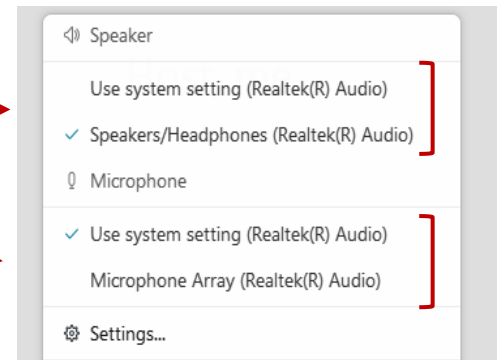 Speaker
Use system setting (Realtek(R) Audio)
Speakers/Headphones (Realtek(R) Audio)
Microphone
Use system setting (Realtek(R) Audio)
Microphone Array (Realtek(R) Audio)
Settings...